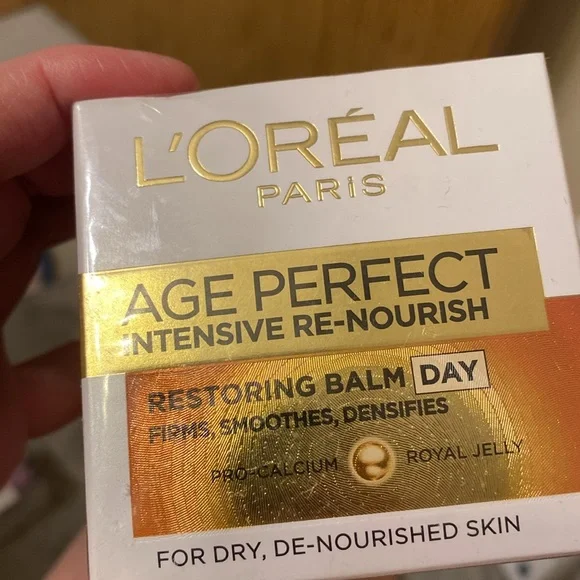 L'ORÉAL
PARIS
AGE PERFECT
INTENSIVE RE-NOURISH
RESTORING BALM DAY
FIRMS, SMOOTHES, DENSIFIES
PRO-CALCIUM ROYAL JELLY
FOR DRY, DE-NOURISHED SKIN